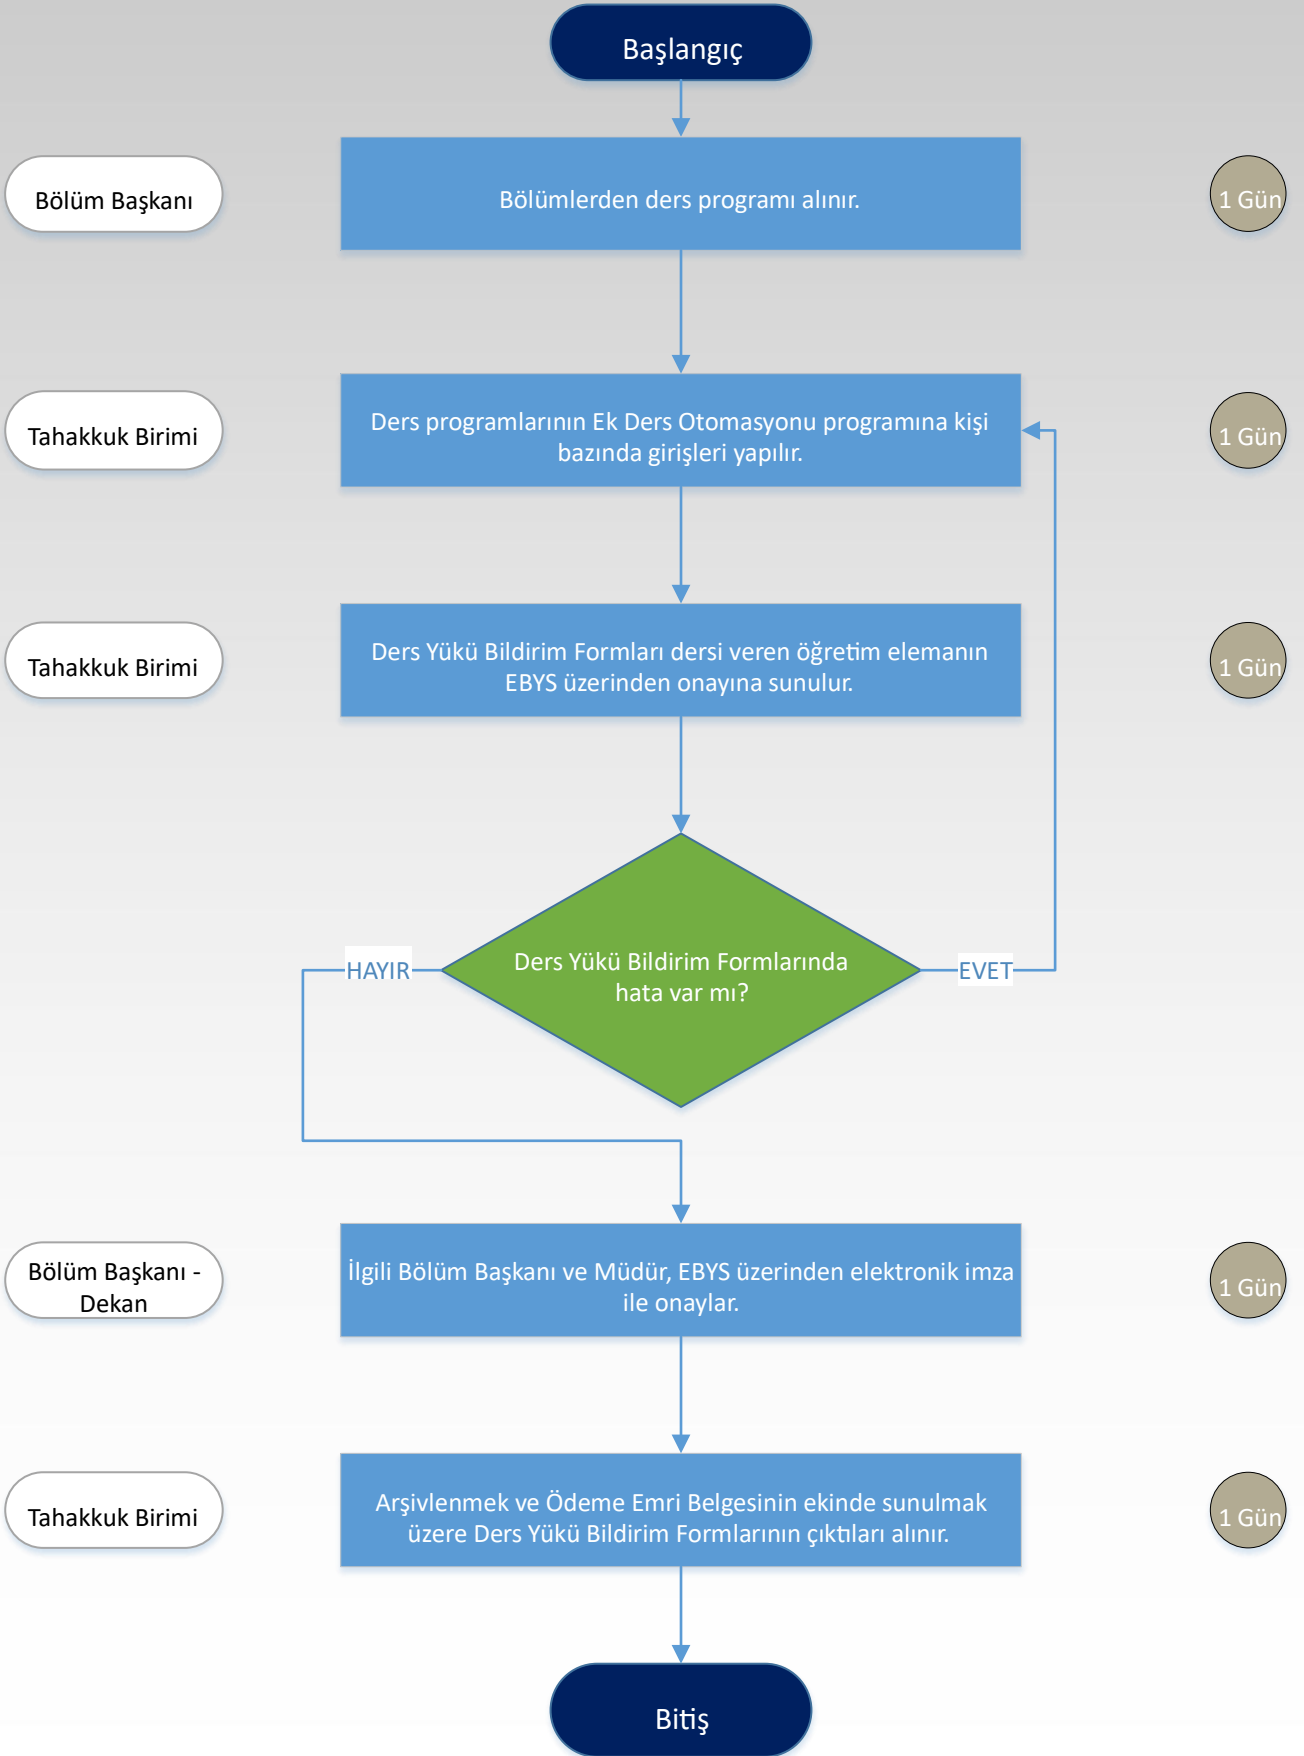 Başlangıç
Bölüm Başkanı
Bölümlerden ders programı alınır.
1 Gün
Tahakkuk Birimi
Ders programlarının Ek Ders Otomasyonu programına kişi
bazında girişleri yapılır.
1 Gün
Tahakkuk Birimi
Ders Yükü Bildirim Formları dersi veren öğretim elemanın
EBYS üzerinden onayına sunulur.
1 Gün
HAYIR
Ders Yükü Bildirim Formlarında
hata var mı?
EVET
Bölüm Başkanı -
Dekan
İlgili Bölüm Başkanı ve Müdür, EBYS üzerinden elektronik imza
ile onaylar.
1 Gün
Tahakkuk Birimi
Arşivlenmek ve Ödeme Emri Belgesinin ekinde sunulmak
üzere Ders Yükü Bildirim Formlarının çıktıları alınır.
1 Gün
Bitiş